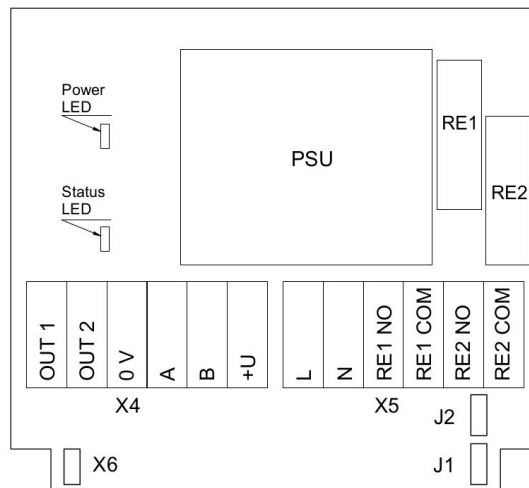 Power
LED
Status
LED
PSU
RE1
RE2
OUT 1
OUT 2
0 V
A
B
+U
L
N
RE1 NO
RE1 COM
RE2 NO
RE2 COM
X4
X5
J2
X6
J1